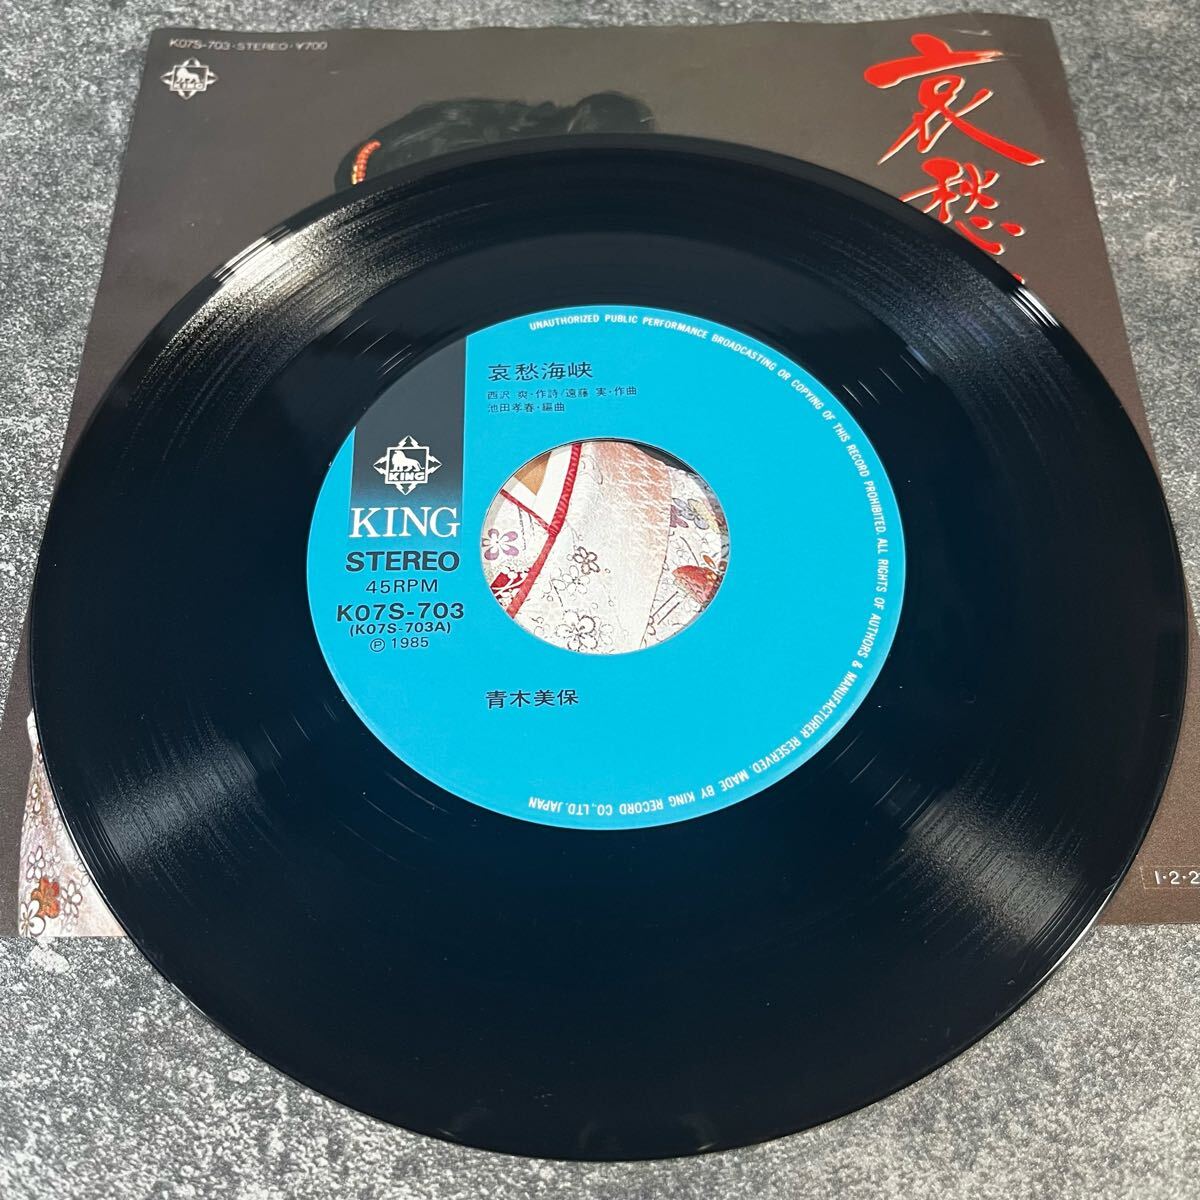 K07S-703・STEREO・¥700
KING
哀愁
哀愁海峡
西沢 爽・作詩/遠藤 実・作曲
池田孝春・編曲
KING
KING
STEREO
45RPM
K07S-703
(K07S-703A)
Ⓟ 1985
青木美保
UNAUTHORIZED PUBLIC PERFORMANCE BROADCASTING OR COPYING OF THIS RECORD PROHIBITED. ALL RIGHTS OF AUTHORS & MANUFACTURER RESERVED. MADE BY KING RECORD CO., LTD. JAPAN
1・2・2